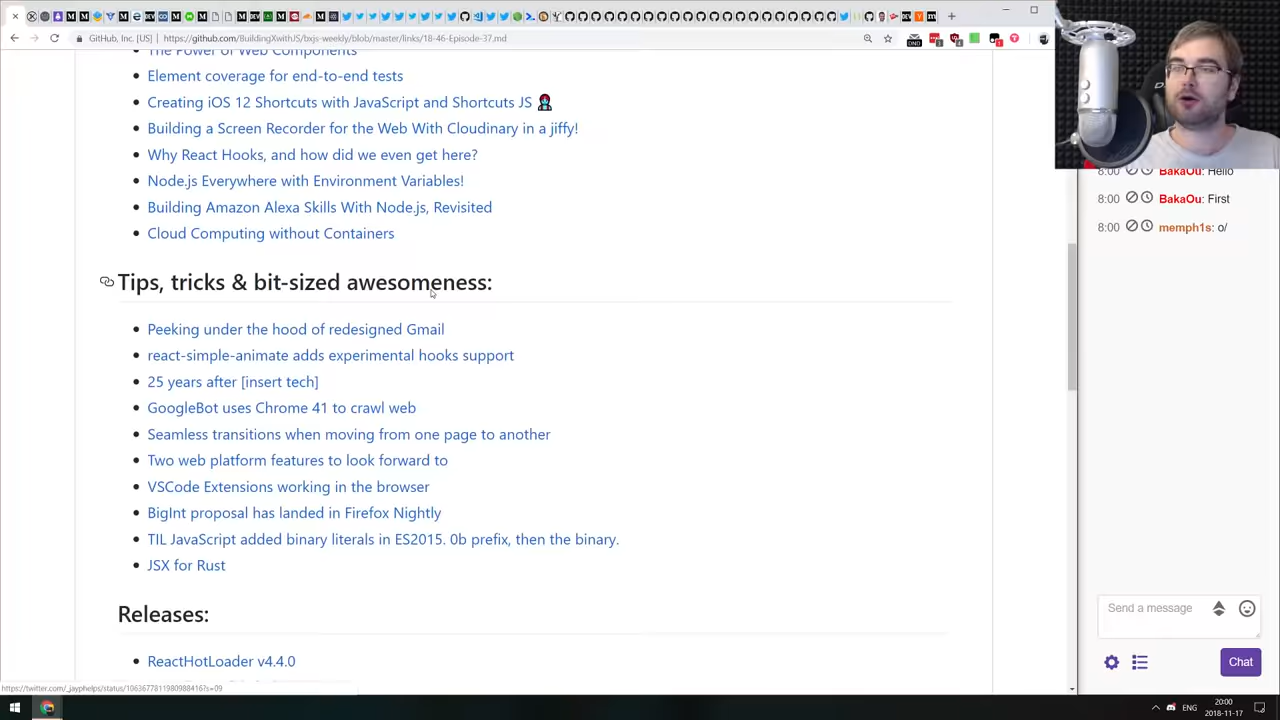 GitHub, Inc. [US] | https://github.com/BuildingXwithJS/bxjs-weekly/blob/master/links/18-46-Episode-37.md
The Power of Web Components
Element coverage for end-to-end tests
Creating iOS 12 Shortcuts with JavaScript and Shortcuts JS
Building a Screen Recorder for the Web With Cloudinary in a jiffy!
Why React Hooks, and how did we even get here?
Node.js Everywhere with Environment Variables!
Building Amazon Alexa Skills With Node.js, Revisited
Cloud Computing without Containers
Tips, tricks & bit-sized awesomeness:
Peeking under the hood of redesigned Gmail
react-simple-animate adds experimental hooks support
25 years after [insert tech]
GoogleBot uses Chrome 41 to crawl web
Seamless transitions when moving from one page to another
Two web platform features to look forward to
VSCode Extensions working in the browser
BigInt proposal has landed in Firefox Nightly
TIL JavaScript added binary literals in ES2015. 0b prefix, then the binary.
JSX for Rust
Releases:
ReactHotLoader v4.4.0
8:00 BakaOu: Hello
8:00 BakaOu: First
8:00 memph1s: o/
Send a message
Chat
ENG
20:00
2018-11-17